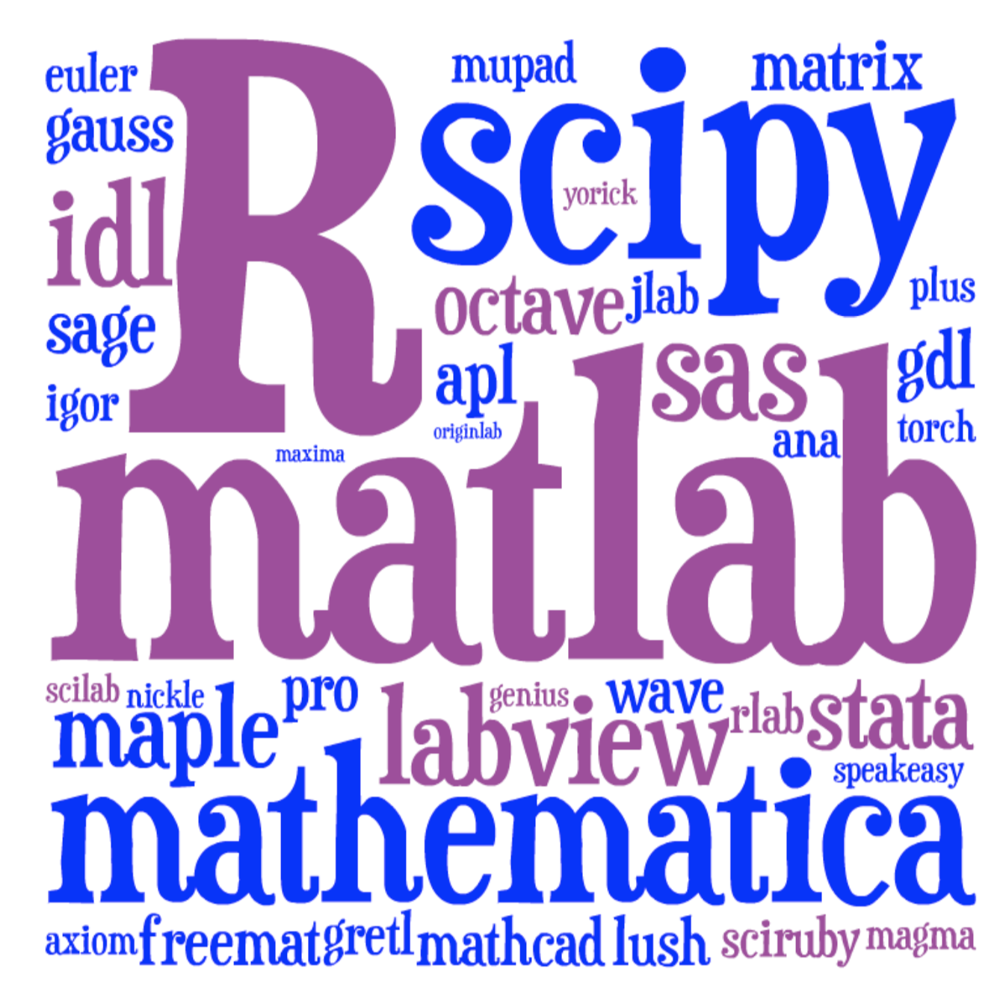 euler
mupad
matrix
R
scipy
gauss
yorick
idl
octave
jlab
plus
sage
apl
sas
gdl
igor
originlab
ana
torch
maxima
matlab
scilab
nickle
pro
genius
wave
maple
labview
rlab
stata
speakeasy
mathematica
axiom
freemat
gretl
mathcad
lush
sciruby
magma